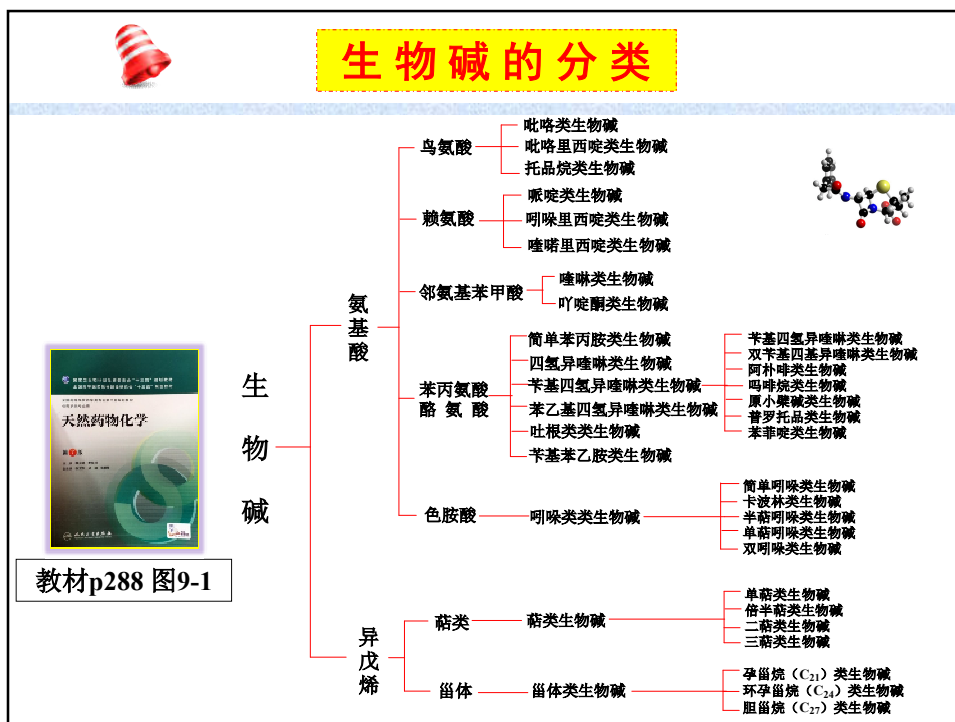 生物碱的分类
吡咯类生物碱
鸟氨酸
吡咯里西啶类生物碱
托品烷类生物碱
哌啶类生物碱
赖氨酸
吲哚里西啶类生物碱
喹喏里西啶类生物碱
喹啉类生物碱
邻氨基苯甲酸
吖啶酮类生物碱
氨基酸
简单苯丙胺类生物碱
四氢异喹啉类生物碱
苯丙氨酸
酪氨酸
苄基四氢异喹啉类生物碱
苯乙基四氢异喹啉类生物碱
吐根类类生物碱
苄基苯乙胺类生物碱
苄基四氢异喹啉类生物碱
双苄基四基异喹啉类生物碱
阿朴啡类生物碱
吗啡烷类生物碱
原小檗碱类生物碱
普罗托品类生物碱
苯菲啶类生物碱
生物碱
天然药物化学
教材p288 图9-1
色胺酸
吲哚类类生物碱
简单吲哚类生物碱
卡波林类生物碱
半萜吲哚类生物碱
单萜吲哚类生物碱
双吲哚类生物碱
异戊烯
萜类
萜类生物碱
单萜类生物碱
倍半萜类生物碱
二萜类生物碱
三萜类生物碱
甾体
甾体类生物碱
孕甾烷（C21）类生物碱
环孕甾烷（C24）类生物碱
胆甾烷（C27）类生物碱